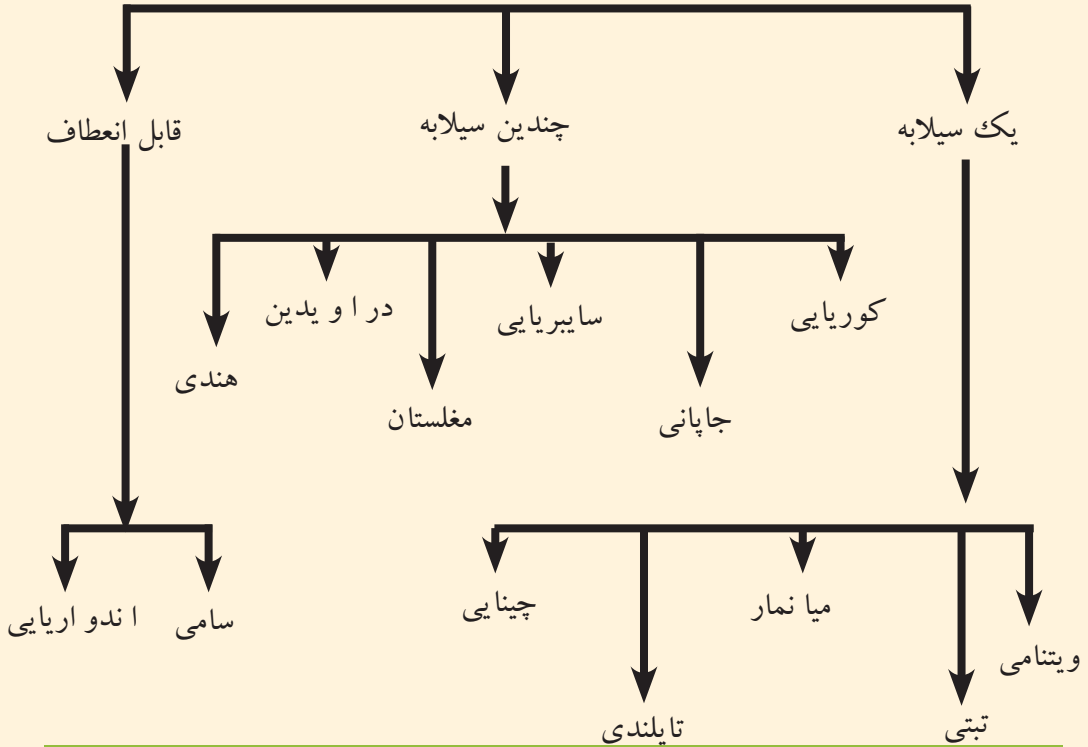 یک سیلابه
چندین سیلابه
قابل انعطاف
کوریایی
سایبریایی
در ا و یدین
هندی
جاپانی
مغلستان
ویتنامی
میا نمار
چینایی
تبتی
تایلندی
سامی
ا ندو اریایی